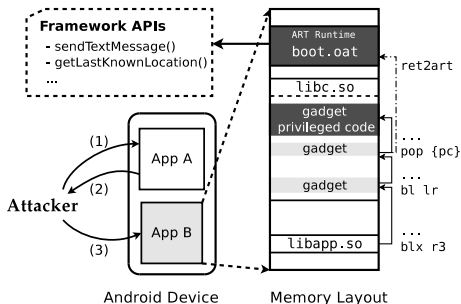 Framework APIs
- sendTextMessage()
- getLastKnownLocation()
...
ART Runtime
boot.oat
ret2art
libc.so
gadget
privileged code
...
gadget
pop {pc}
gadget
...
bl lr
...
libapp.so
blx r3
(1)
App A
(2)
Attacker
(3)
App B
Android Device
Memory Layout